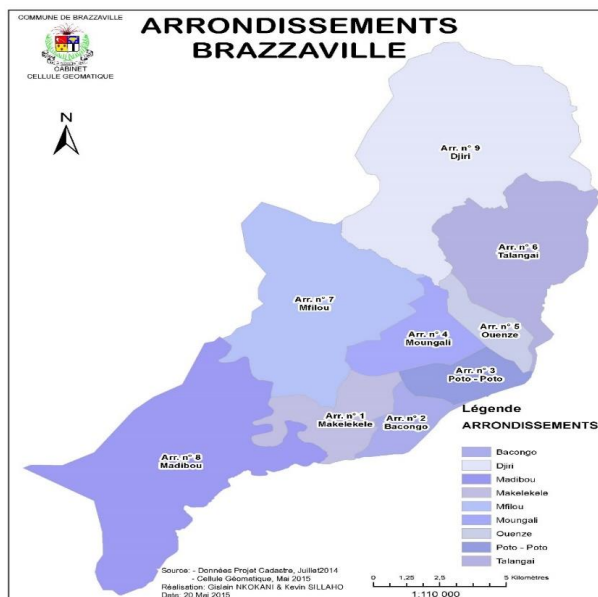 COMMUNE DE BRAZZAVILLE
CABINET
CELLULE GEOMATIQUE
ARRONDISSEMENTS
BRAZZAVILLE
N
Arr. n° 9
Djiri
Arr. n° 6
Talangai
Arr. n° 7
Mfilou
Arr. n° 5
Ouenze
Arr. n° 4
Moungali
Arr. n° 3
Poto - Poto
Arr. n° 1
Makelekele
Arr. n° 2
Bacongo
Arr. n° 8
Madibou
Légende
ARRONDISSEMENTS
Bacongo
Djiri
Madibou
Makelekele
Mfilou
Moungali
Ouenze
Poto - Poto
Talangai
Source: - Données Projet Cadastre, Juillet2014
- Cellule Géomatique, Mai 2015
Réalisation: Gislain NKOKANI & Kevin SILLAHO
Date: 20 Mai 2015
0 1,25 2,5 5 Kilomètres
1:110 000